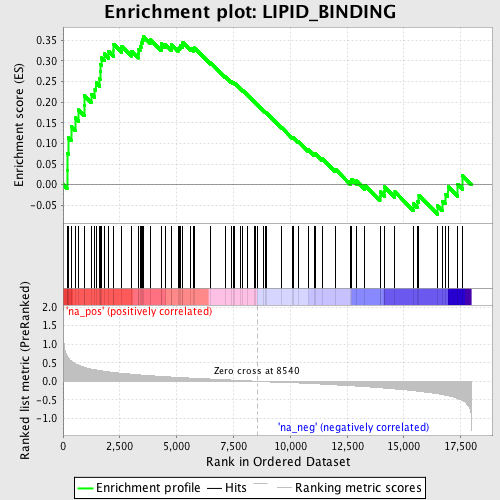 Enrichment plot: LIPID_BINDING
Enrichment score (ES)
0.35
0.30
0.25
0.20
0.15
0.10
0.05
0.00
-0.05
'na_pos' (positively correlated)
Ranked list metric (PreRanked)
2.0
1.5
1.0
0.5
0.0
-0.5
-1.0
Zero cross at 8540
'na_neg' (negatively correlated)
0
2,500
5,000
7,500
10,000
12,500
15,000
17,500
Rank in Ordered Dataset
Enrichment profile
Hits
Ranking metric scores